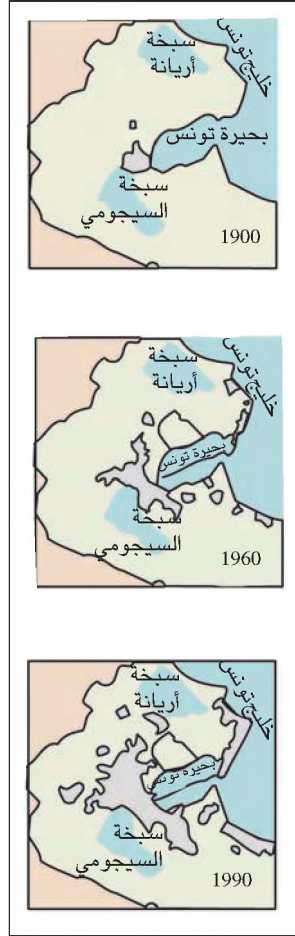 سبخة
أريانة
خليج تونس
بحيرة تونس
سبخة
السيجومي
1900
سبخة
أريانة
خليج تونس
بحيرة تونس
سبخة
السيجومي
1960
سبخة
أريانة
خليج تونس
بحيرة تونس
سبخة
السيجومي
1990